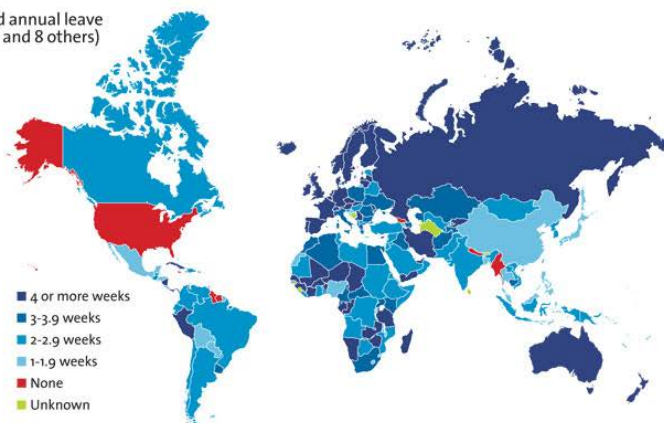 annual leave
and 8 others)
4 or more weeks
3-3.9 weeks
2-2.9 weeks
1-1.9 weeks
None
Unknown